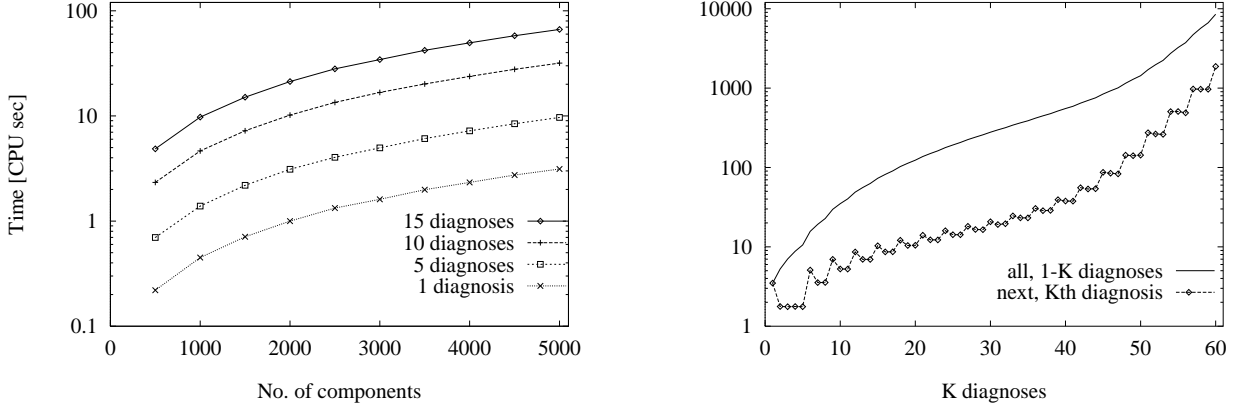 100
10
1
0.1
0 1000 2000 3000 4000 5000
Time [CPU sec]
No. of components
15 diagnoses
10 diagnoses
5 diagnoses
1 diagnosis
10000
1000
100
10
1
0 10 20 30 40 50 60
K diagnoses
all, 1-K diagnoses
next, Kth diagnosis